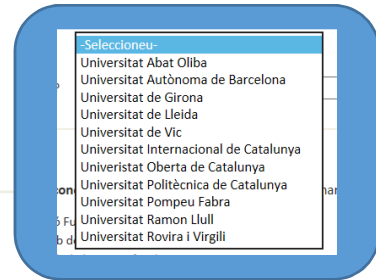 -Seleccioneu-
Universitat Abat Oliba
Universitat Autònoma de Barcelona
Universitat de Girona
Universitat de Lleida
Universitat de Vic
Universitat Internacional de Catalunya
Univeristat Oberta de Catalunya
Universitat Politècnica de Catalunya
Universitat Pompeu Fabra
Universitat Ramon Llull
Universitat Rovira i Virgili